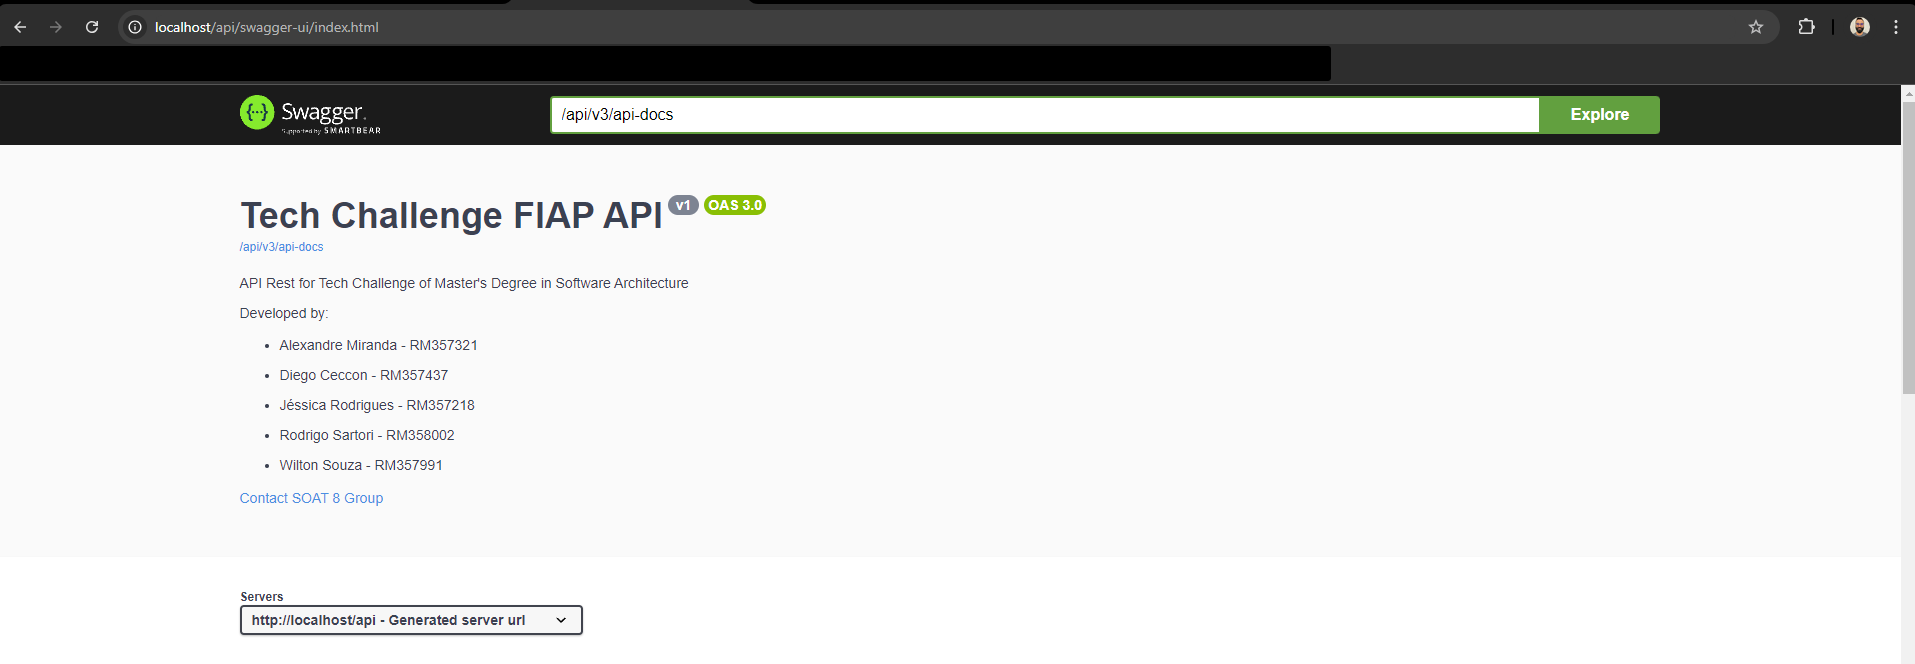 localhost/api/swagger-ui/index.html
Swagger.
Supported by SMARTBEAR
/api/v3/api-docs
Explore
Tech Challenge FIAP API v1 OAS 3.0
/api/v3/api-docs
API Rest for Tech Challenge of Master's Degree in Software Architecture
Developed by:
• Alexandre Miranda - RM357321
• Diego Ceccon - RM357437
• Jéssica Rodrigues - RM357218
• Rodrigo Sartori - RM358002
• Wilton Souza - RM357991
Contact SOAT 8 Group
Servers
http://localhost/api - Generated server url